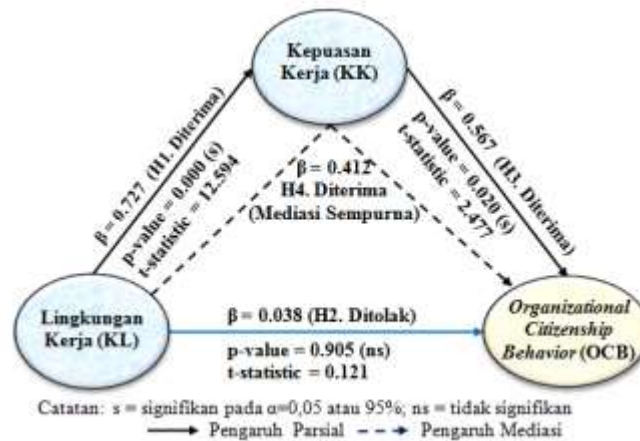 Kepuasan
Kerja (KK)
β = 0.727 (H1. Diterima)
p-value = 0.000 (s)
t-statistic = 12.594
β = 0.567 (H3. Diterima)
p-value = 0.020 (s)
t-statistic = 2.477
β = 0.412
H4. Diterima
(Mediasi Sempurna)
Lingkungan
Kerja (KL)
β = 0.038 (H2. Ditolak)
p-value = 0.905 (ns)
t-statistic = 0.121
Organizational
Citizenship
Behavior (OCB)
Catatan: s = signifikan pada α=0,05 atau 95%; ns = tidak signifikan
Pengaruh Parsial
Pengaruh Mediasi